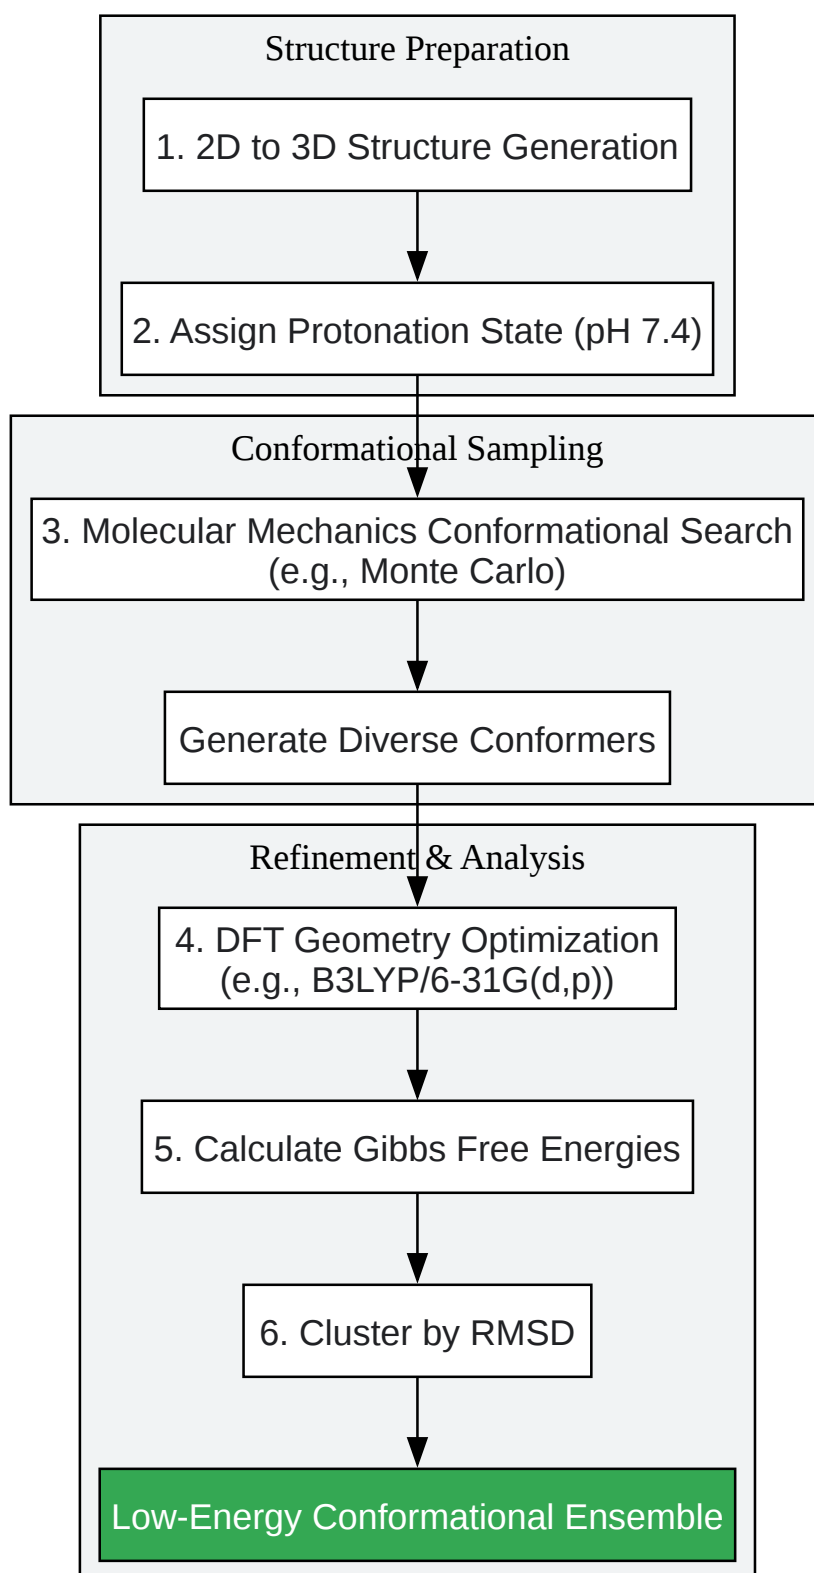 Structure Preparation
1. 2D to 3D Structure Generation
2. Assign Protonation State (pH 7.4)
Conformational Sampling
3. Molecular Mechanics Conformational Search
(e.g., Monte Carlo)
Generate Diverse Conformers
Refinement & Analysis
4. DFT Geometry Optimization
(e.g., B3LYP/6-31G(d,p))
5. Calculate Gibbs Free Energies
6. Cluster by RMSD
Low-Energy Conformational Ensemble